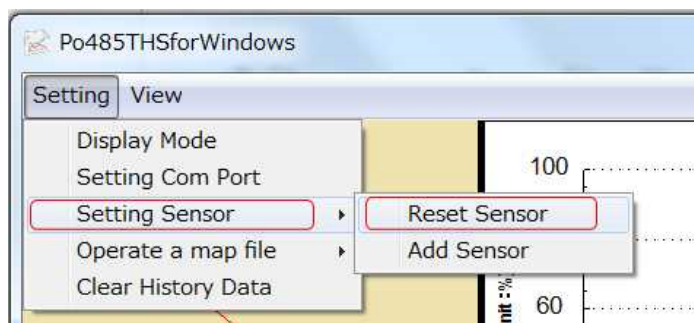 Po485THSforWindows
Setting View
Display Mode
Setting Com Port
Setting Sensor
Reset Sensor
Operate a map file
Add Sensor
Clear History Data
100
60
nit : %